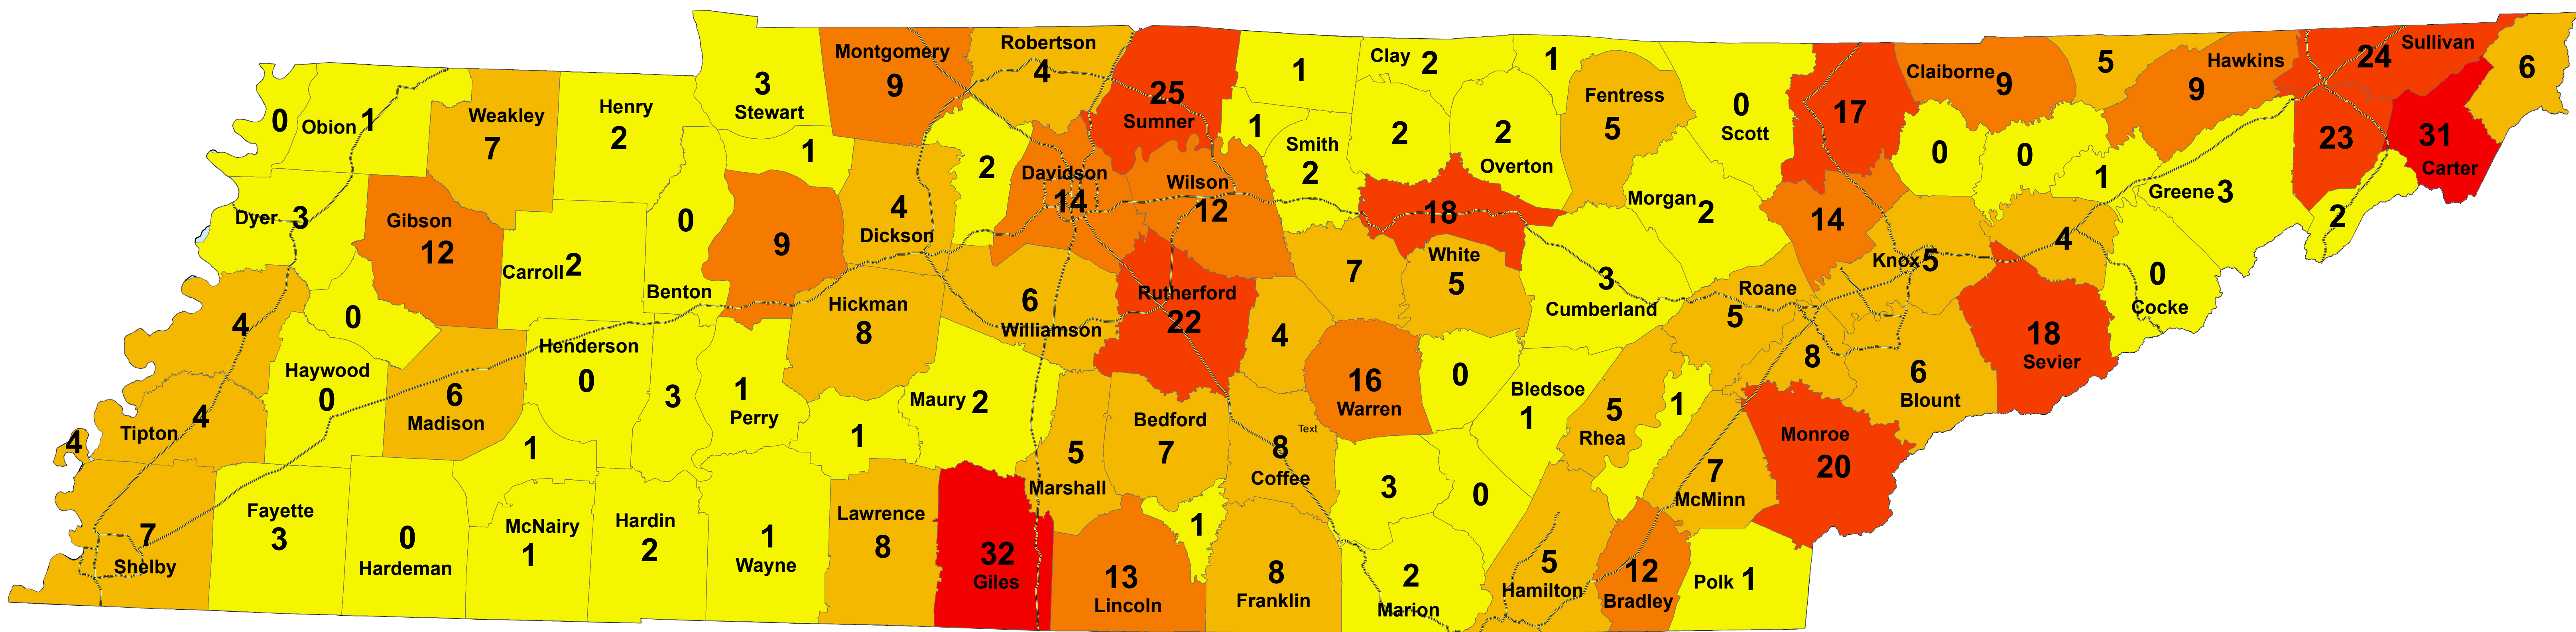 3
Stewart
Montgomery
9
Robertson
4
25
Sumner
1
Clay 2
1
Fentress
5
0
Scott
17
Claiborne 9
5
Hawkins
9
24 Sullivan
6
0
Obion 1
Weakley
7
Henry
2
1
2
Davidson
14
Wilson
12
1
Smith
2
2
2
Overton
Morgan 2
0
0
1
Greene 3
23
31
Carter
2
Dyer 3
Gibson
12
Carroll 2
0
Benton
9
4
Dickson
6
Williamson
Rutherford
22
18
7
White
5
3
Cumberland
14
Roane
5
Knox 5
4
0
Cocke
18
Sevier
4
0
Haywood
0
6
Madison
Henderson
0
3
1
Perry
Hickman
8
1
Maury 2
4
16
Warren
0
Bledsoe
1
5
Rhea
1
8
6
Blount
4
Tipton 4
1
5
Marshall
Bedford
7
Text
8
Coffee
3
0
7
McMinn
Monroe
20
7
Shelby
Fayette
3
0
Hardeman
McNairy
1
Hardin
2
1
Wayne
Lawrence
8
32
Giles
13
Lincoln
1
8
Franklin
2
Marion
5
Hamilton
12
Bradley
Polk 1